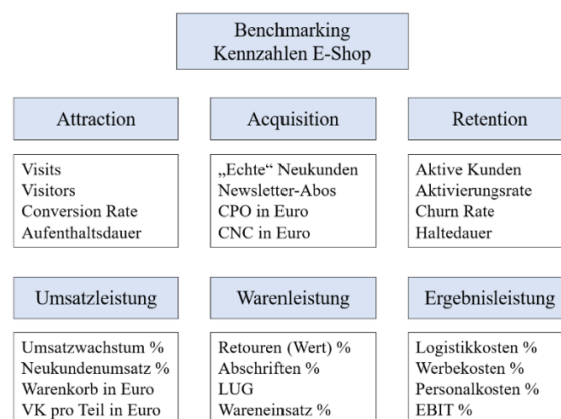 Benchmarking
Kennzahlen E-Shop
Attraction
Visits
Visitors
Conversion Rate
Aufenthaltsdauer
Acquisition
„Echte“ Neukunden
Newsletter-Abos
CPO in Euro
CNC in Euro
Retention
Aktive Kunden
Aktivierungsrate
Churn Rate
Haltedauer
Umsatzleistung
Umsatzwachstum %
Neukundenumsatz %
Warenkorb in Euro
VK pro Teil in Euro
Warenleistung
Retouren (Wert) %
Abschriften %
LUG
Wareneinsatz %
Ergebnisleistung
Logistikkosten %
Werbekosten %
Personalkosten %
EBIT %